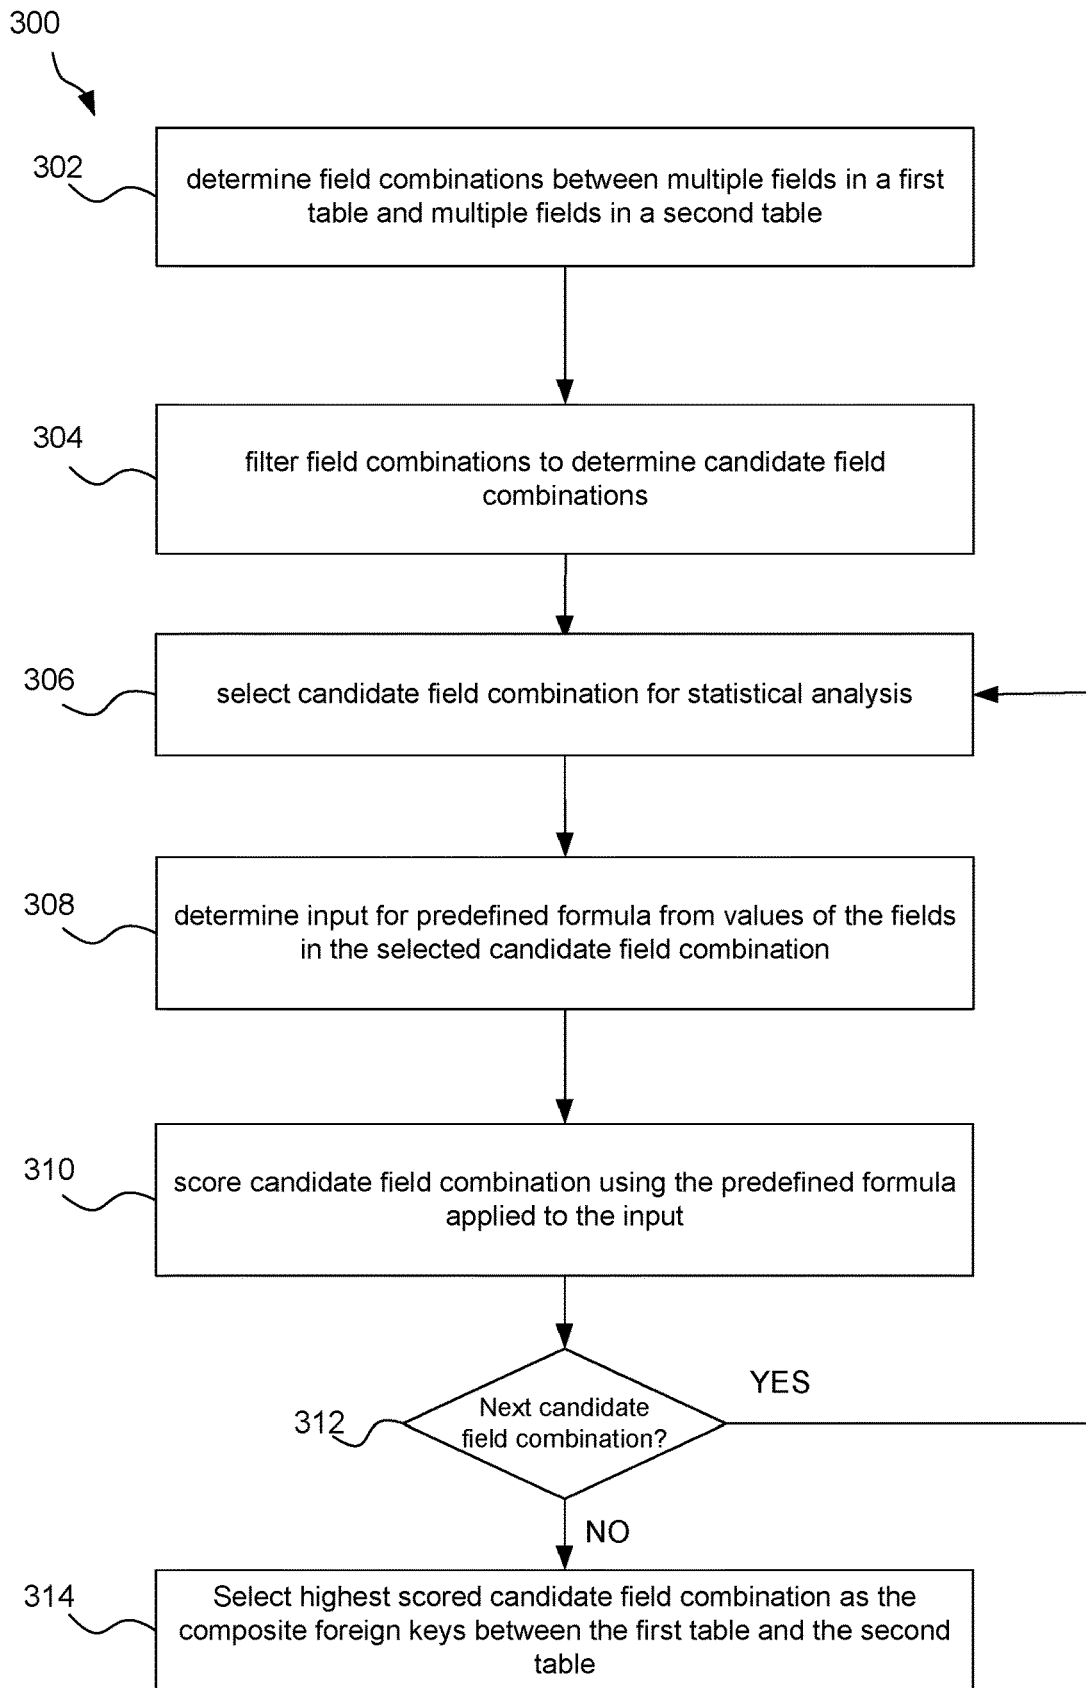 300
302
determine field combinations between multiple fields in a first
table and multiple fields in a second table
304
filter field combinations to determine candidate field
combinations
306
select candidate field combination for statistical analysis
308
determine input for predefined formula from values of the fields
in the selected candidate field combination
310
score candidate field combination using the predefined formula
applied to the input
YES
312
Next candidate
field combination?
NO
314
Select highest scored candidate field combination as the
composite foreign keys between the first table and the second
table